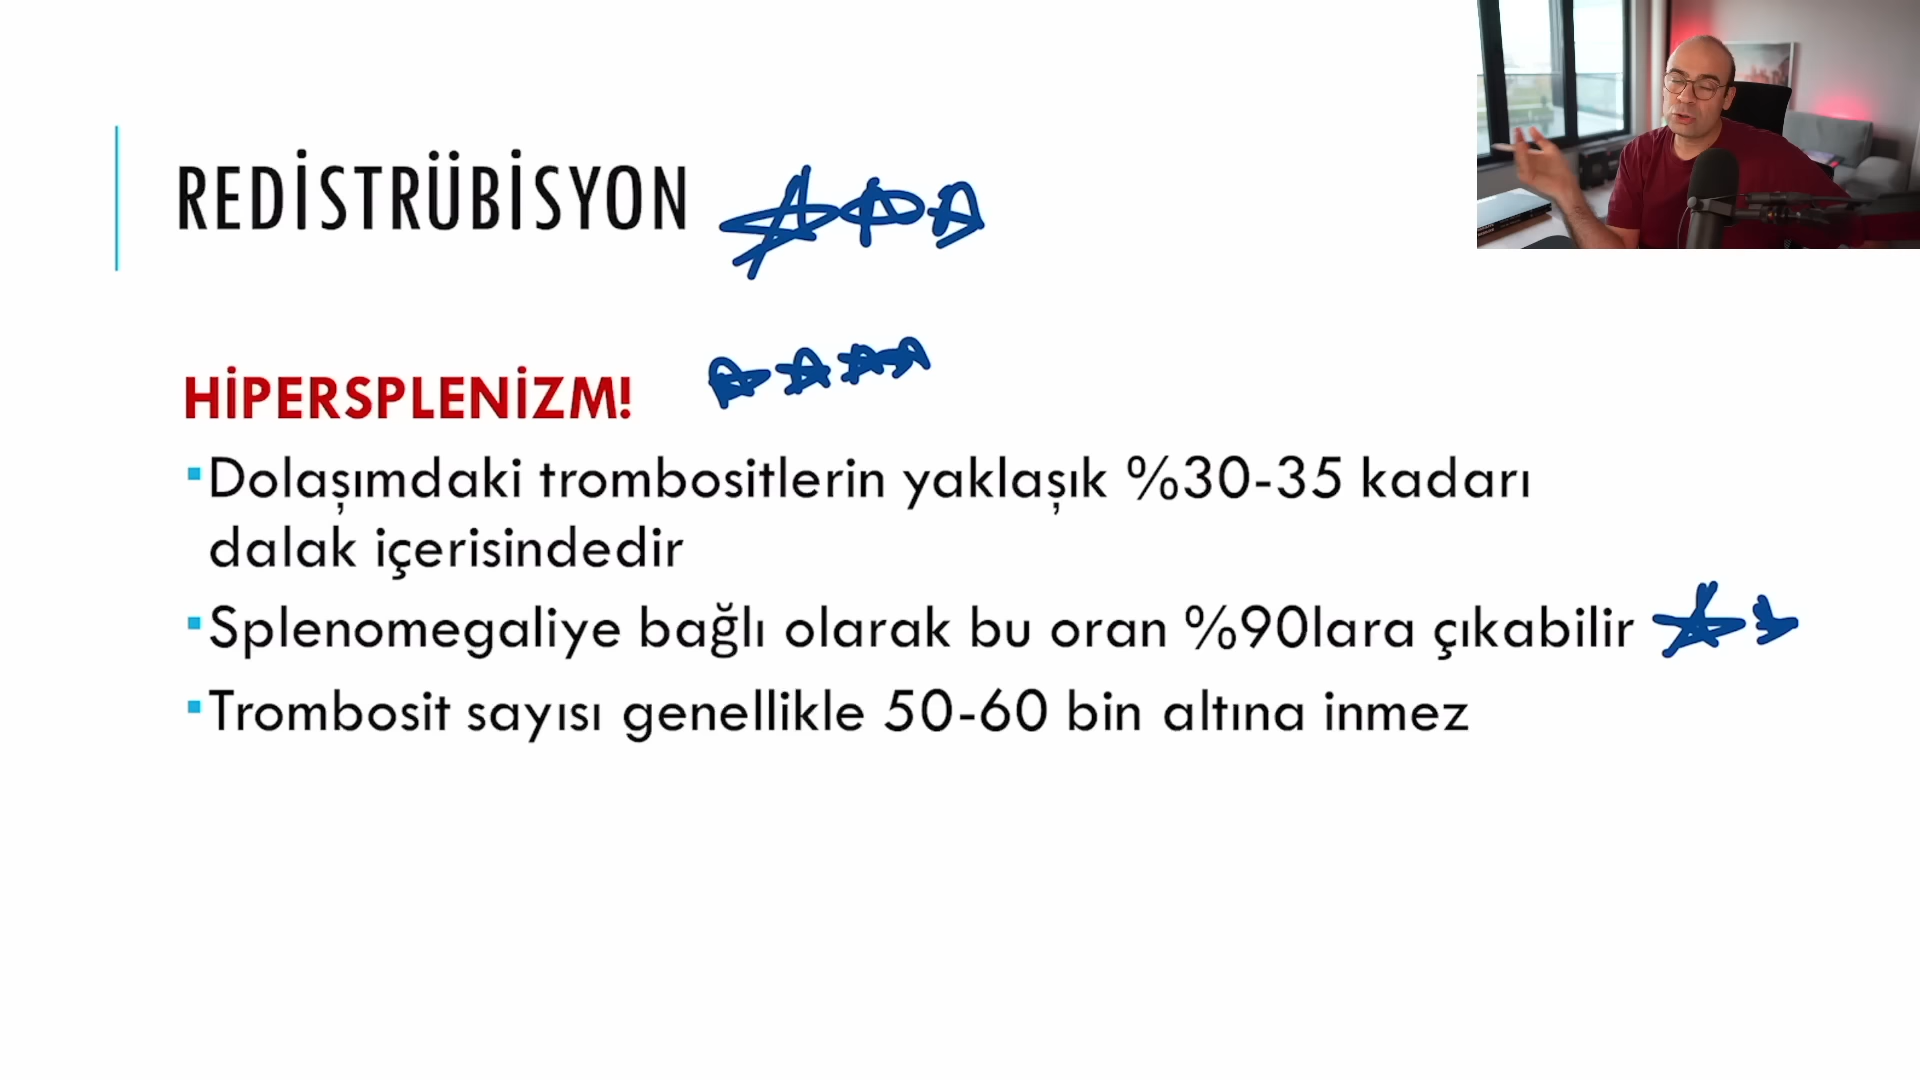 REDİSTRÜBİSYON
HİPERSPLENİZM!
Dolaşımdaki trombositlerin yaklaşık %30-35 kadarı
dalak içerisindedir
Splenomegaliye bağlı olarak bu oran %90lara çıkabilir
Trombosit sayısı genellikle 50-60 bin altına inmez